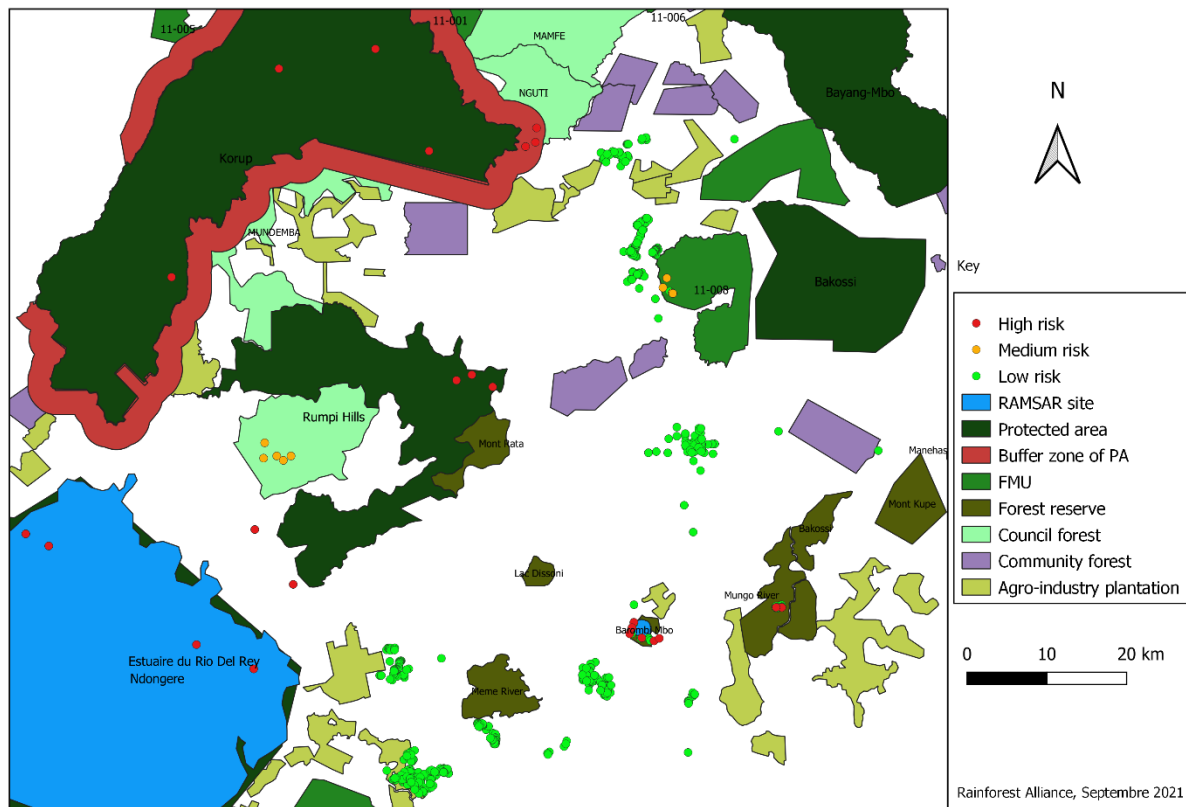 11-005
11-001
11-006
MAMFE
NGUTI
Bayang-Mbo
Korup
MUNDEMBA
11-008
Bakossi
Rumpi Hills
Mont Rata
Manehas
Mont Kupe
Bakossi
Lac Dissoni
Mungo River
Barombi Mbo
Estuaire du Rio Del Rey
Ndongere
Meme River
N
Key
High risk
Medium risk
Low risk
RAMSAR site
Protected area
Buffer zone of PA
FMU
Forest reserve
Council forest
Community forest
Agro-industry plantation
0 10 20 km
Rainforest Alliance, Septembre 2021